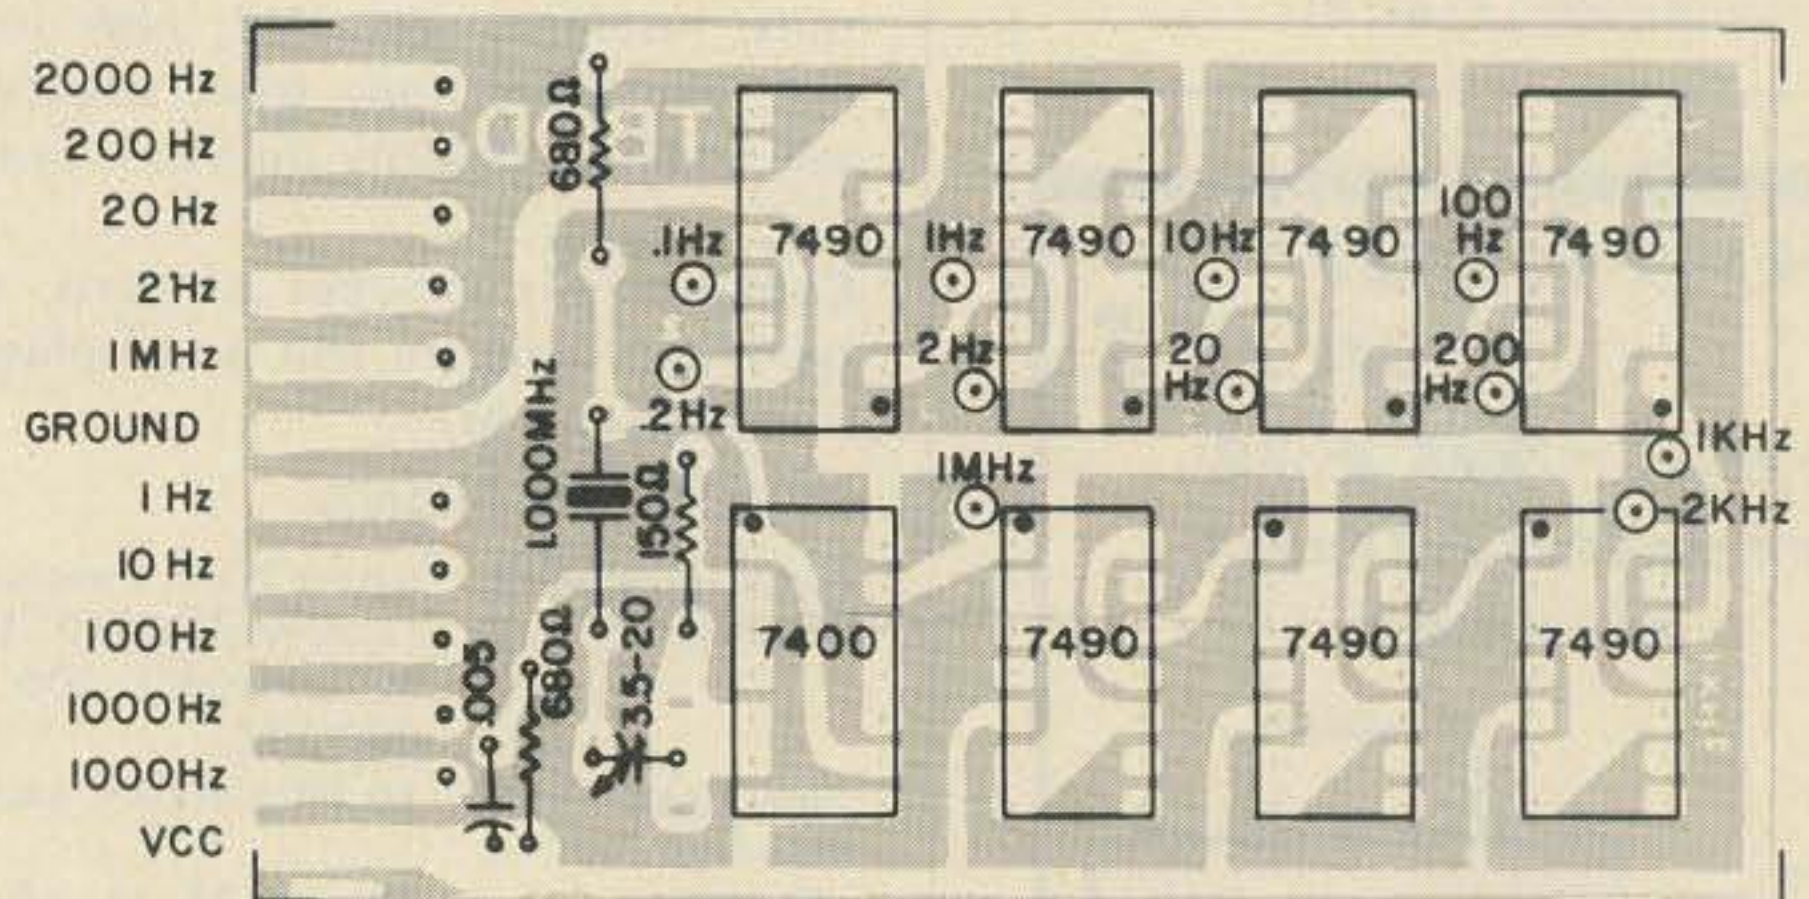 2000 Hz
200 Hz
20 Hz
2 Hz
1 MHz
GROUND
1 Hz
10 Hz
100 Hz
1000 Hz
1000Hz
VCC
680Ω
.1Hz
7490
1Hz
7490
10Hz
7490
100
Hz
7490
.2Hz
2 Hz
20
Hz
200
Hz
1.000MHz
150Ω
1MHz
1KHz
2KHz
.005
680Ω
3.5-20
7400
7490
7490
7490